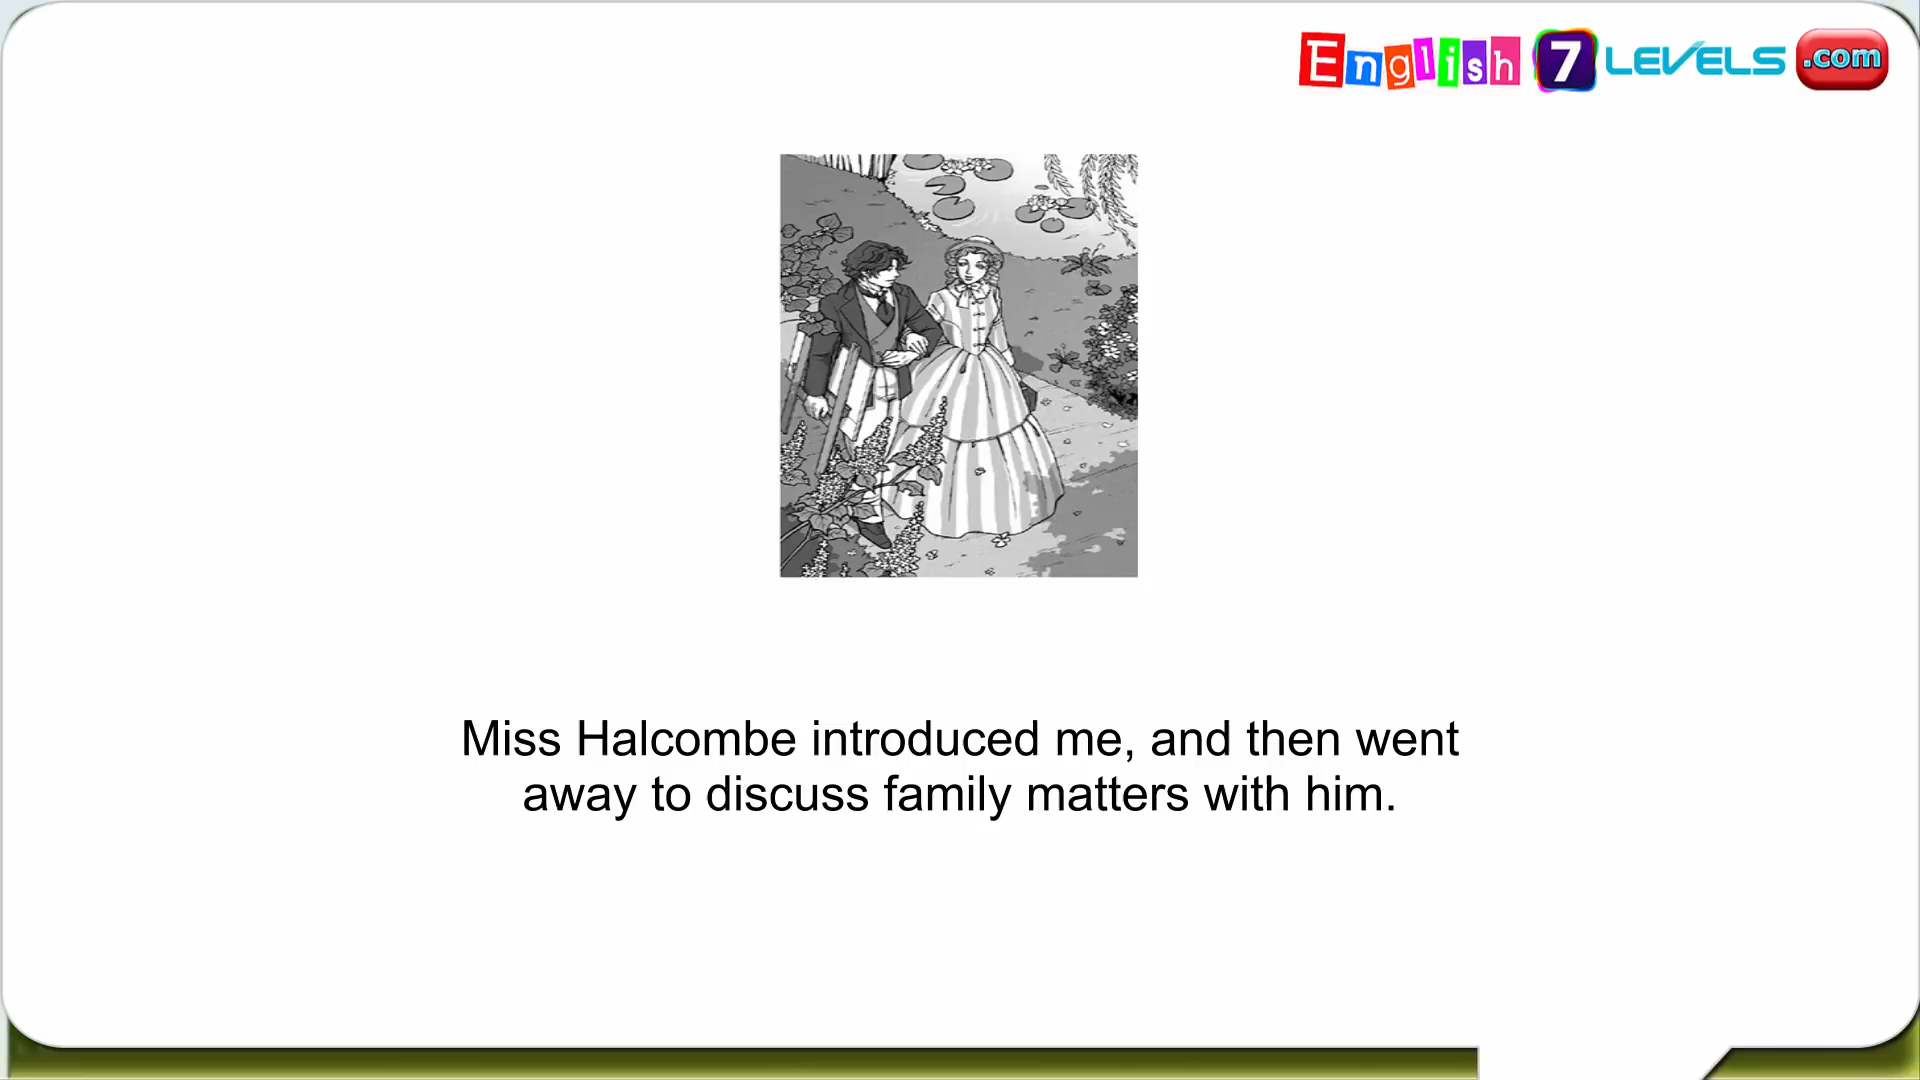 English 7 LEVELS .com
Miss Halcombe introduced me, and then went
away to discuss family matters with him.